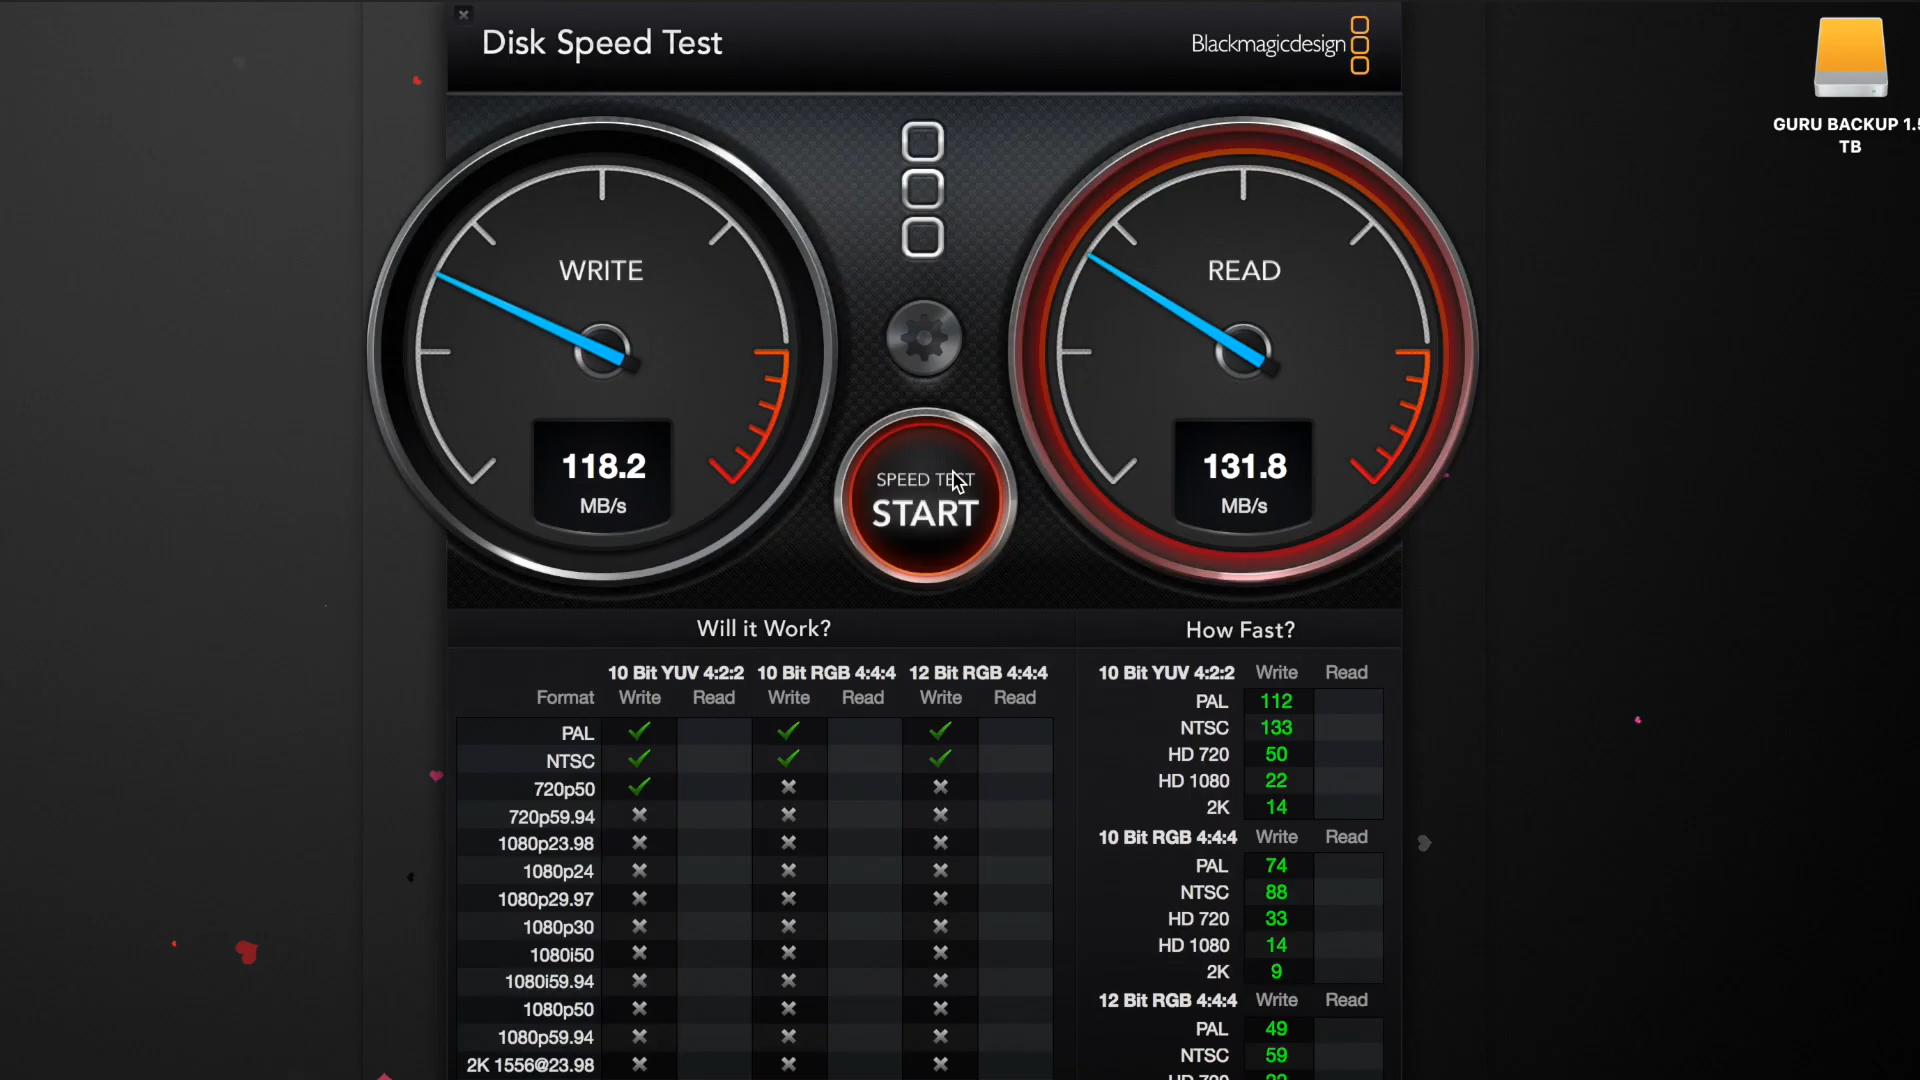 Disk Speed Test
Blackmagicdesign
GURU BACKUP 1.5
TB
WRITE
118.2
MB/s
READ
131.8
MB/s
SPEED TEST
START
Will it Work?
10 Bit YUV 4:2:2 10 Bit RGB 4:4:4 12 Bit RGB 4:4:4
Format Write Read Write Read Write Read
PAL
NTSC
720p50
720p59.94
1080p23.98
1080p24
1080p29.97
1080p30
1080i50
1080i59.94
1080p50
1080p59.94
2K 1556@23.98
How Fast?
10 Bit YUV 4:2:2 Write Read
PAL 112
NTSC 133
HD 720 50
HD 1080 22
2K 14
10 Bit RGB 4:4:4 Write Read
PAL 74
NTSC 88
HD 720 33
HD 1080 14
2K 9
12 Bit RGB 4:4:4 Write Read
PAL 49
NTSC 59
HD 720